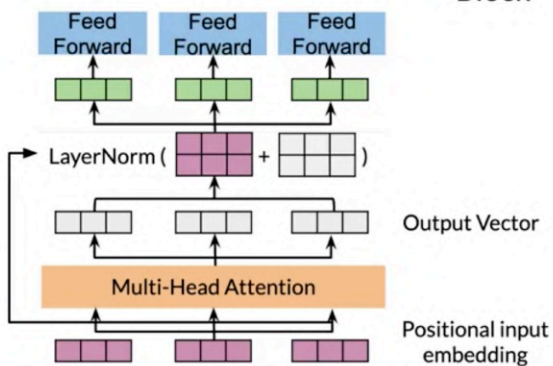 Feed Forward
Feed Forward
Feed Forward
LayerNorm ( + )
Output Vector
Multi-Head Attention
Positional input
embedding